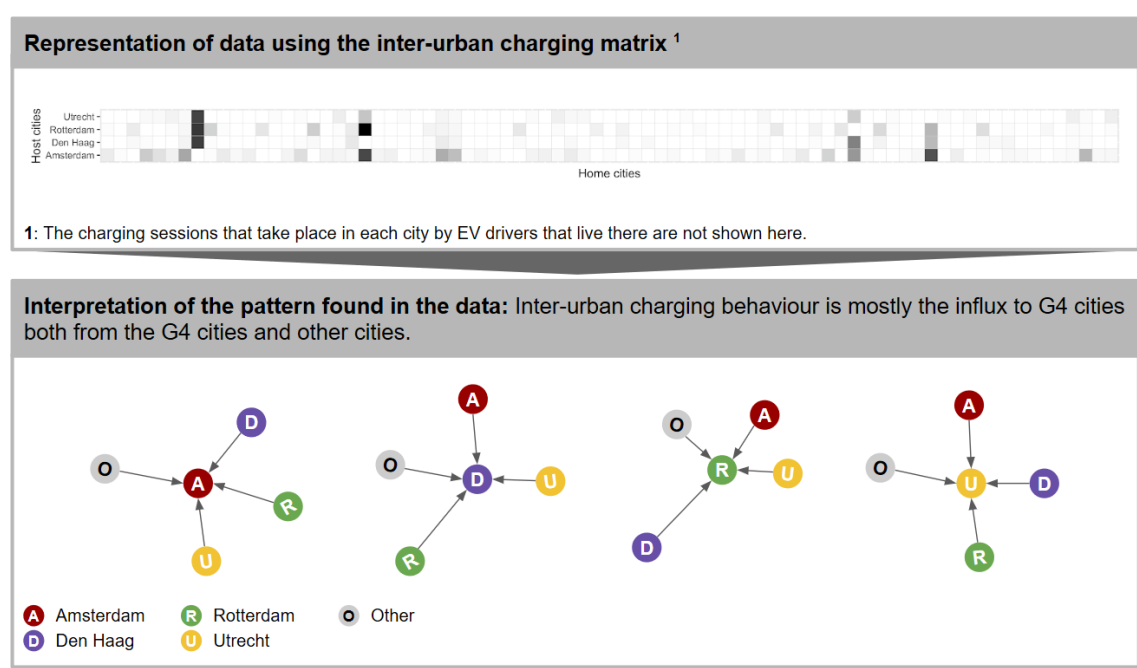 Representation of data using the inter-urban charging matrix 1
Host cities
Utrecht
Rotterdam
Den Haag
Amsterdam
Home cities
1: The charging sessions that take place in each city by EV drivers that live there are not shown here.
Interpretation of the pattern found in the data: Inter-urban charging behaviour is mostly the influx to G4 cities
both from the G4 cities and other cities.
D
O
A
R
U
A
O
D
U
R
O
A
R
U
D
A
O
U
D
R
A Amsterdam
R Rotterdam
O Other
D Den Haag
U Utrecht